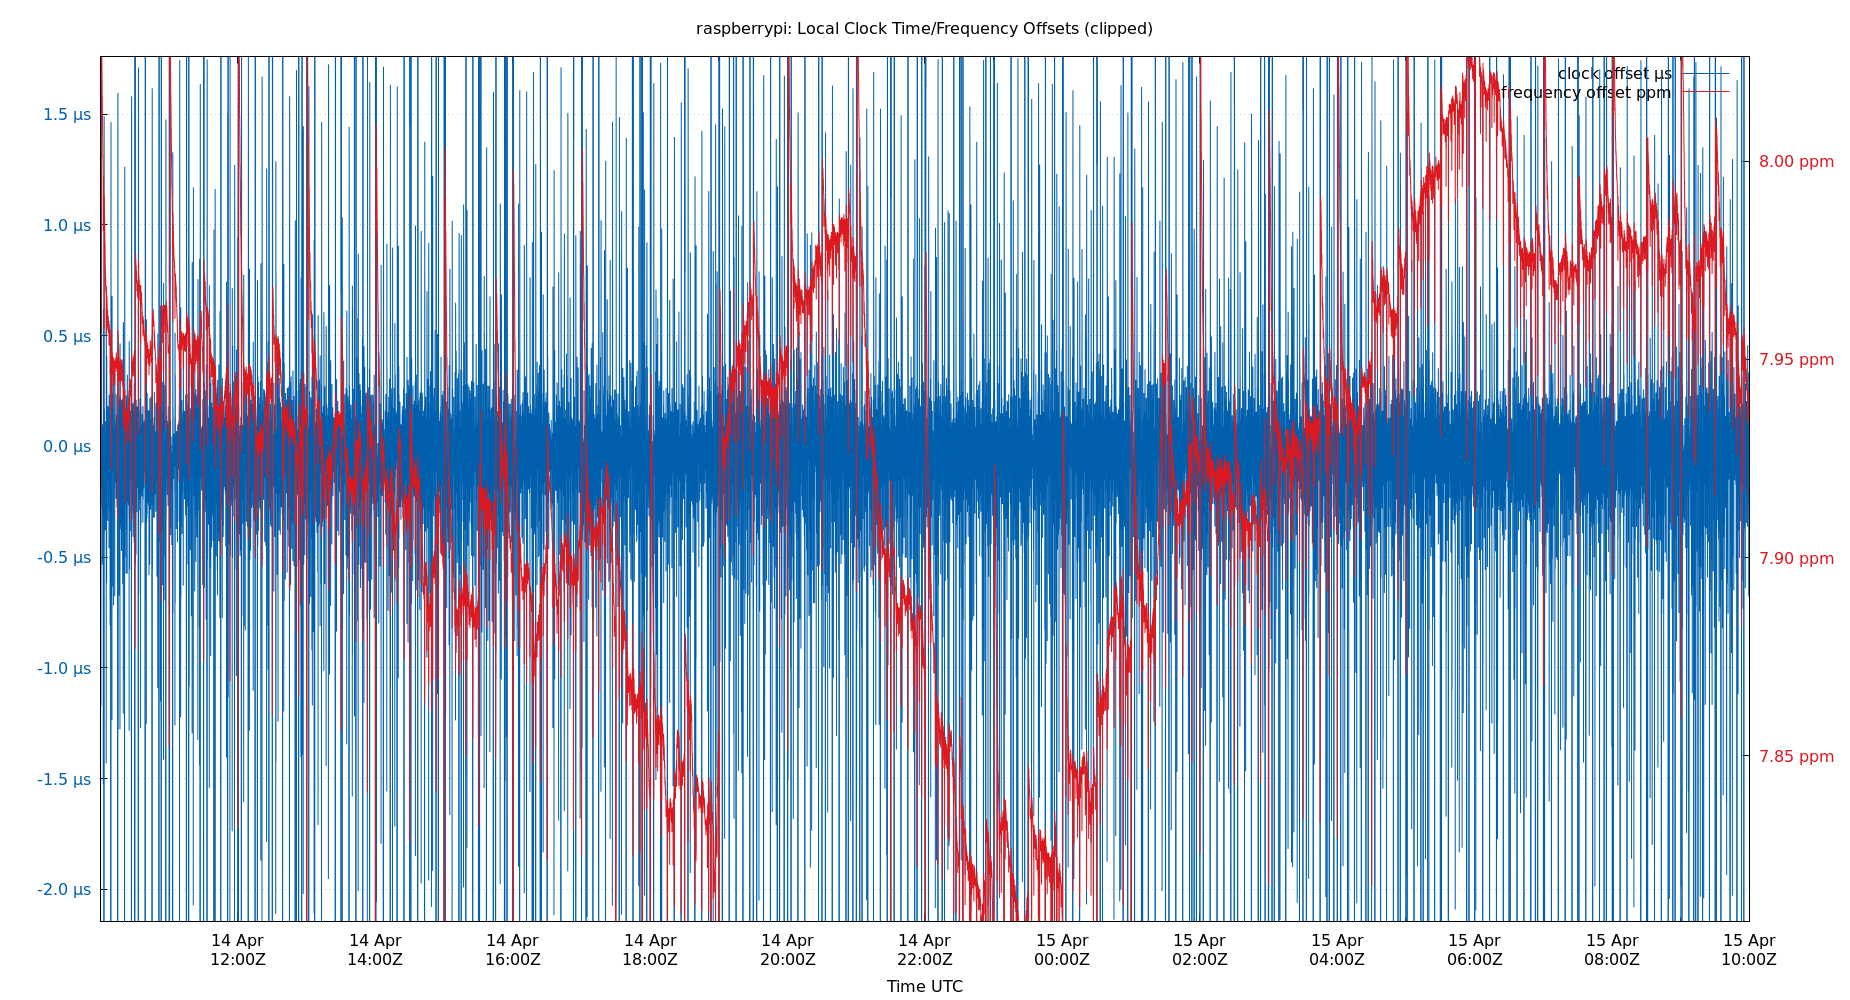 raspberrypi: Local Clock Time/Frequency Offsets (clipped)
clock offset µs
frequency offset ppm
1.5 µs
1.0 µs
0.5 µs
0.0 µs
-0.5 µs
-1.0 µs
-1.5 µs
-2.0 µs
8.00 ppm
7.95 ppm
7.90 ppm
7.85 ppm
14 Apr
12:00Z
14 Apr
14:00Z
14 Apr
16:00Z
14 Apr
18:00Z
14 Apr
20:00Z
14 Apr
22:00Z
15 Apr
00:00Z
15 Apr
02:00Z
15 Apr
04:00Z
15 Apr
06:00Z
15 Apr
08:00Z
15 Apr
10:00Z
Time UTC